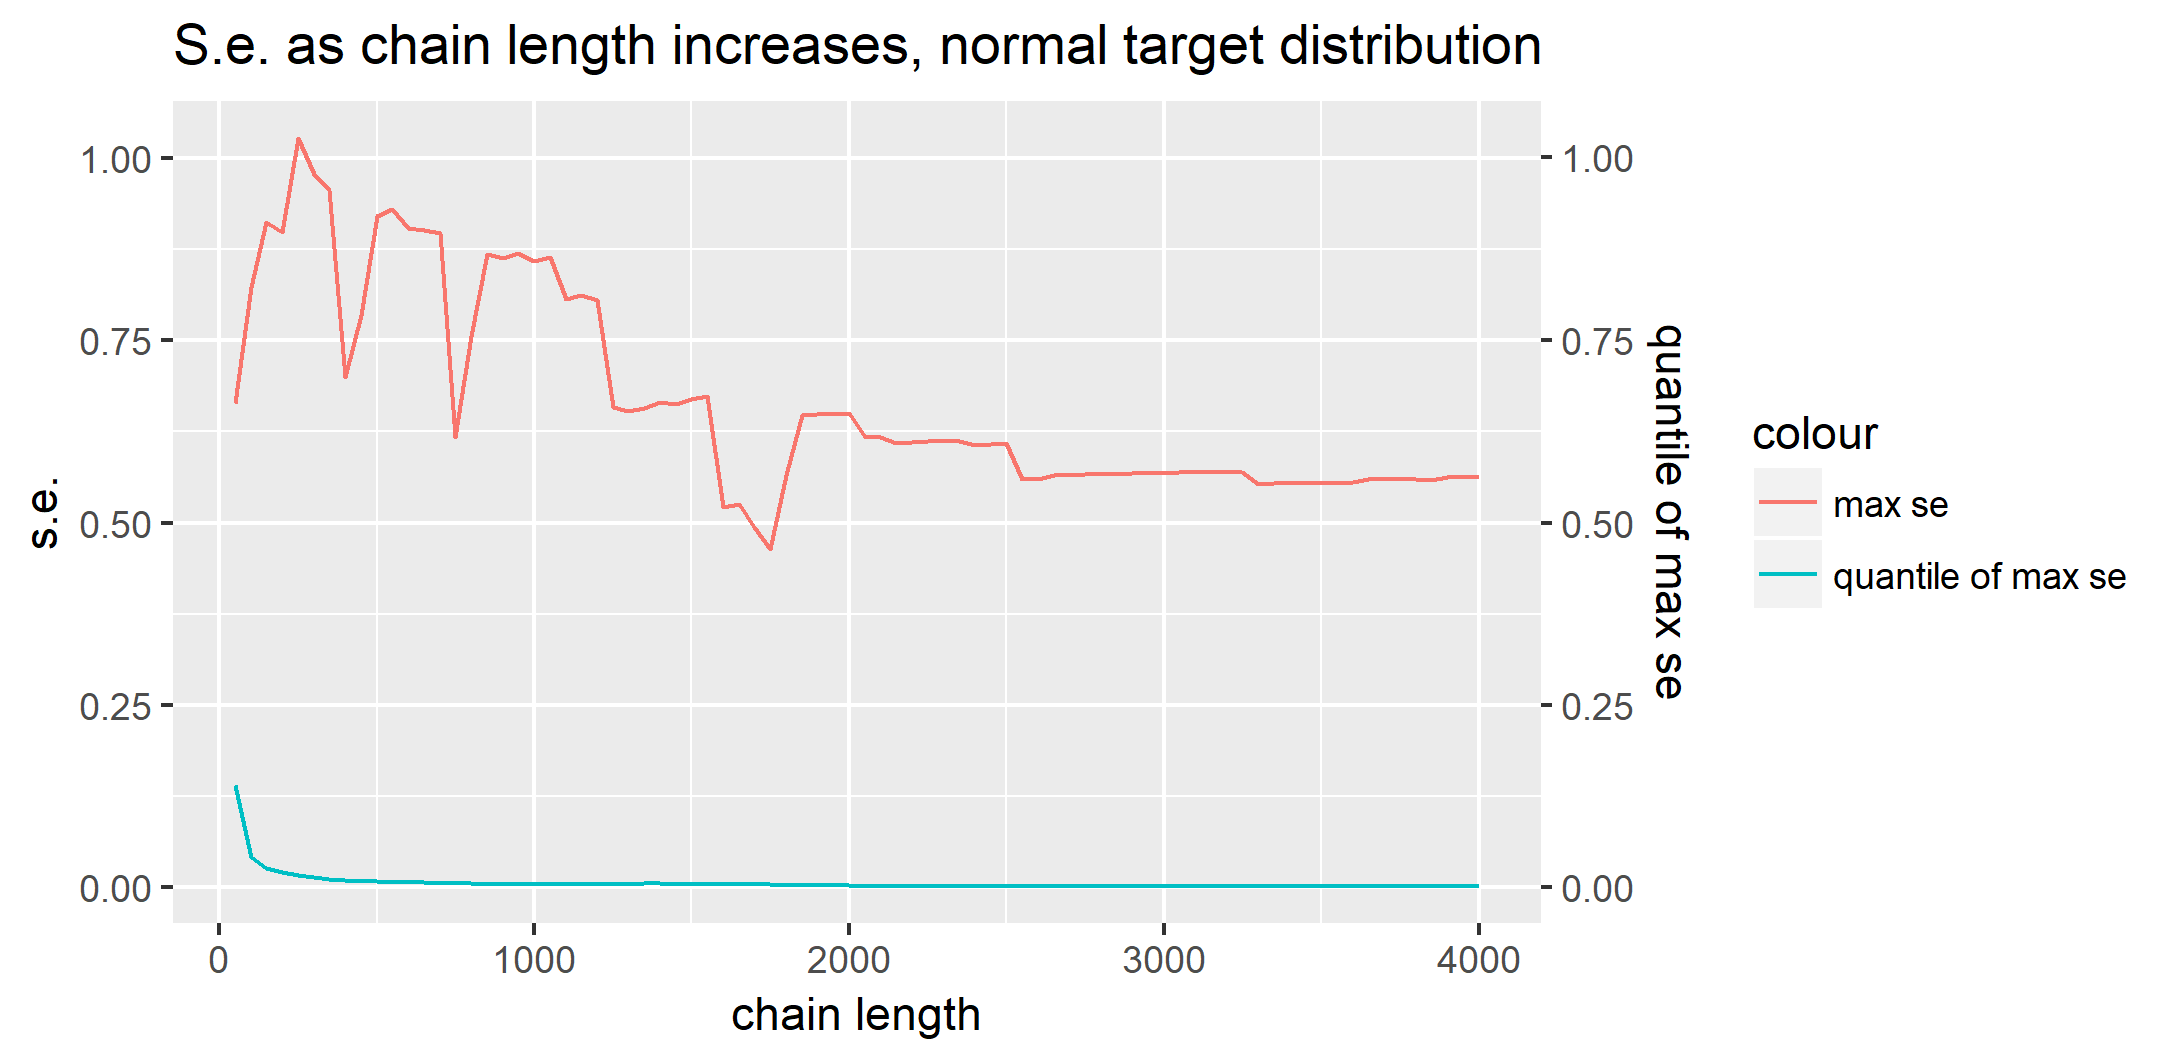 S.e. as chain length increases, normal target distribution
1.00
0.75
0.50
0.25
0.00
s.e.
1.00
0.75
0.50
0.25
0.00
quantile of max se
0 1000 2000 3000 4000
chain length
colour
max se
quantile of max se